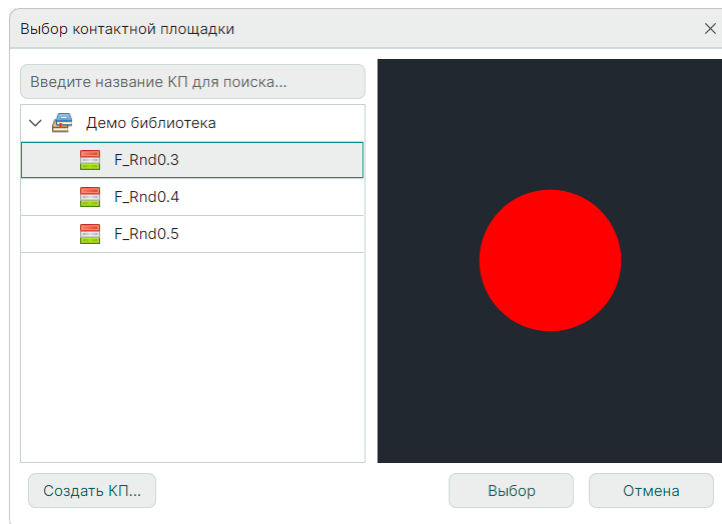 Выбор контактной площадки
Введите название КП для поиска...
Демо библиотека
F_Rnd0.3
F_Rnd0.4
F_Rnd0.5
Создать КП...
Выбор
Отмена